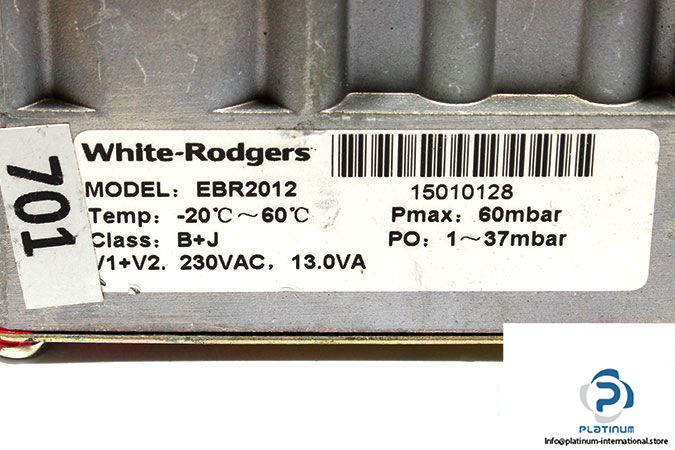 White-Rodgers
MODEL: EBR2012 15010128
Temp: -20℃~60℃ Pmax: 60mbar
Class: B+J PO: 1~37mbar
V1+V2. 230VAC, 13.0VA
701
PLATINUM
Info@platinum-international.store